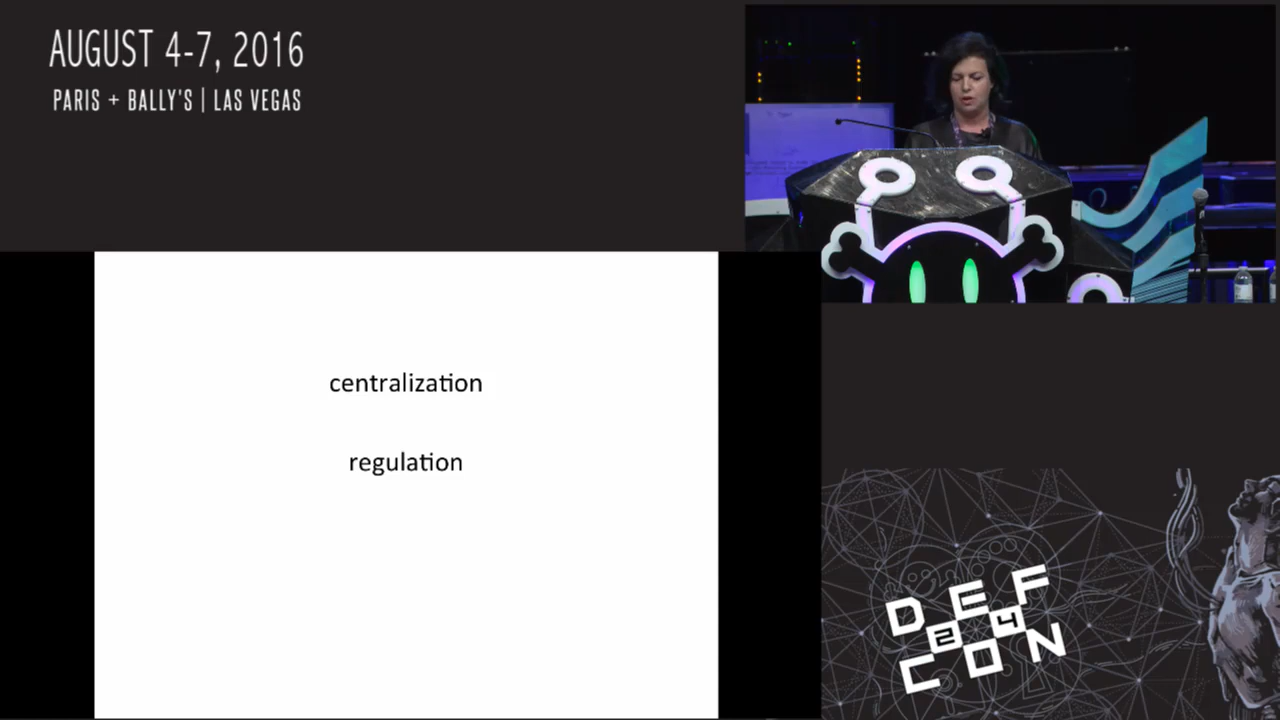 AUGUST 4-7, 2016
PARIS + BALLY'S | LAS VEGAS
centralization
regulation
DEF
24
CON